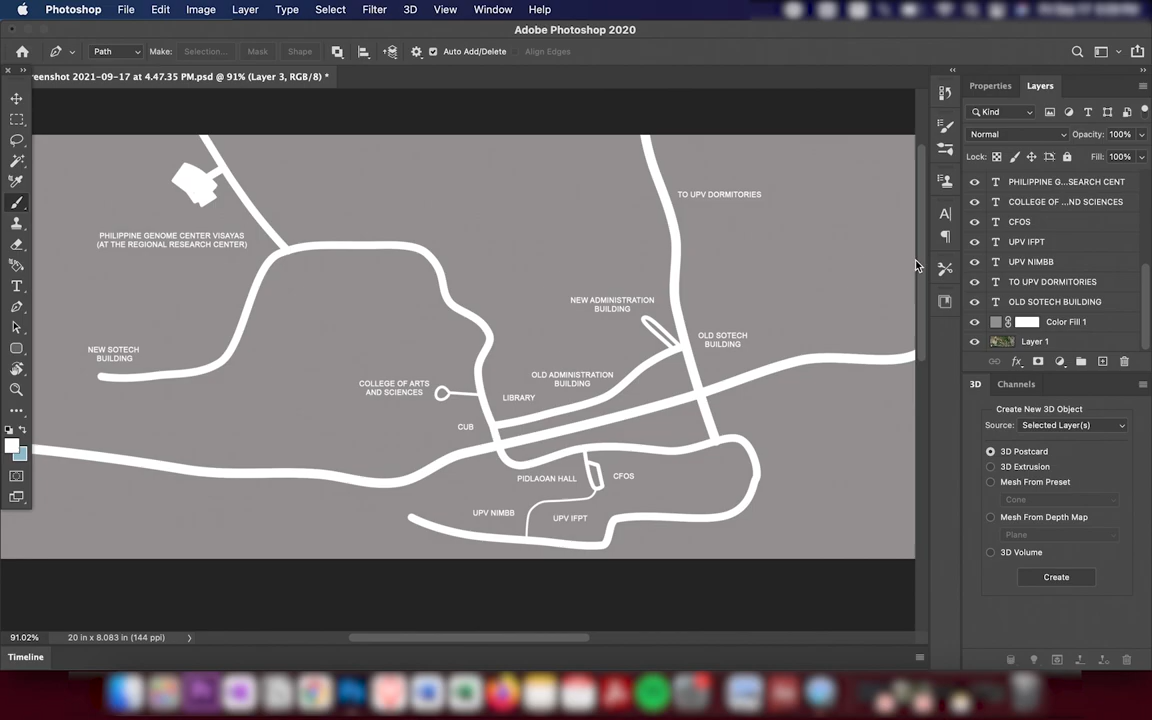 Photoshop File Edit Image Layer Type Select Filter 3D View Window Help
Adobe Photoshop 2020
Path Make: Selection... Mask Shape Auto Add/Delete Align Edges
eenshot 2021-09-17 at 4.47.35 PM.psd @ 91% (Layer 3, RGB/8) *
Properties Layers
Kind
Normal Opacity: 100%
Lock: Fill: 100%
PHILIPPINE G...SEARCH CENT
COLLEGE OF ...ND SCIENCES
CFOS
UPV IFPT
UPV NIMBB
TO UPV DORMITORIES
OLD SOTECH BUILDING
Color Fill 1
Layer 1
3D Channels
Create New 3D Object
Source: Selected Layer(s)
3D Postcard
3D Extrusion
Mesh From Preset
Cone
Mesh From Depth Map
Plane
3D Volume
Create
TO UPV DORMITORIES
PHILIPPINE GENOME CENTER VISAYAS
(AT THE REGIONAL RESEARCH CENTER)
NEW ADMINISTRATION
BUILDING
OLD SOTECH
BUILDING
NEW SOTECH
BUILDING
OLD ADMINISTRATION
BUILDING
COLLEGE OF ARTS
AND SCIENCES
LIBRARY
CUB
PIDLAOAN HALL
CFOS
UPV NIMBB
UPV IFPT
91.02% 20 in x 8.083 in (144 ppi)
Timeline